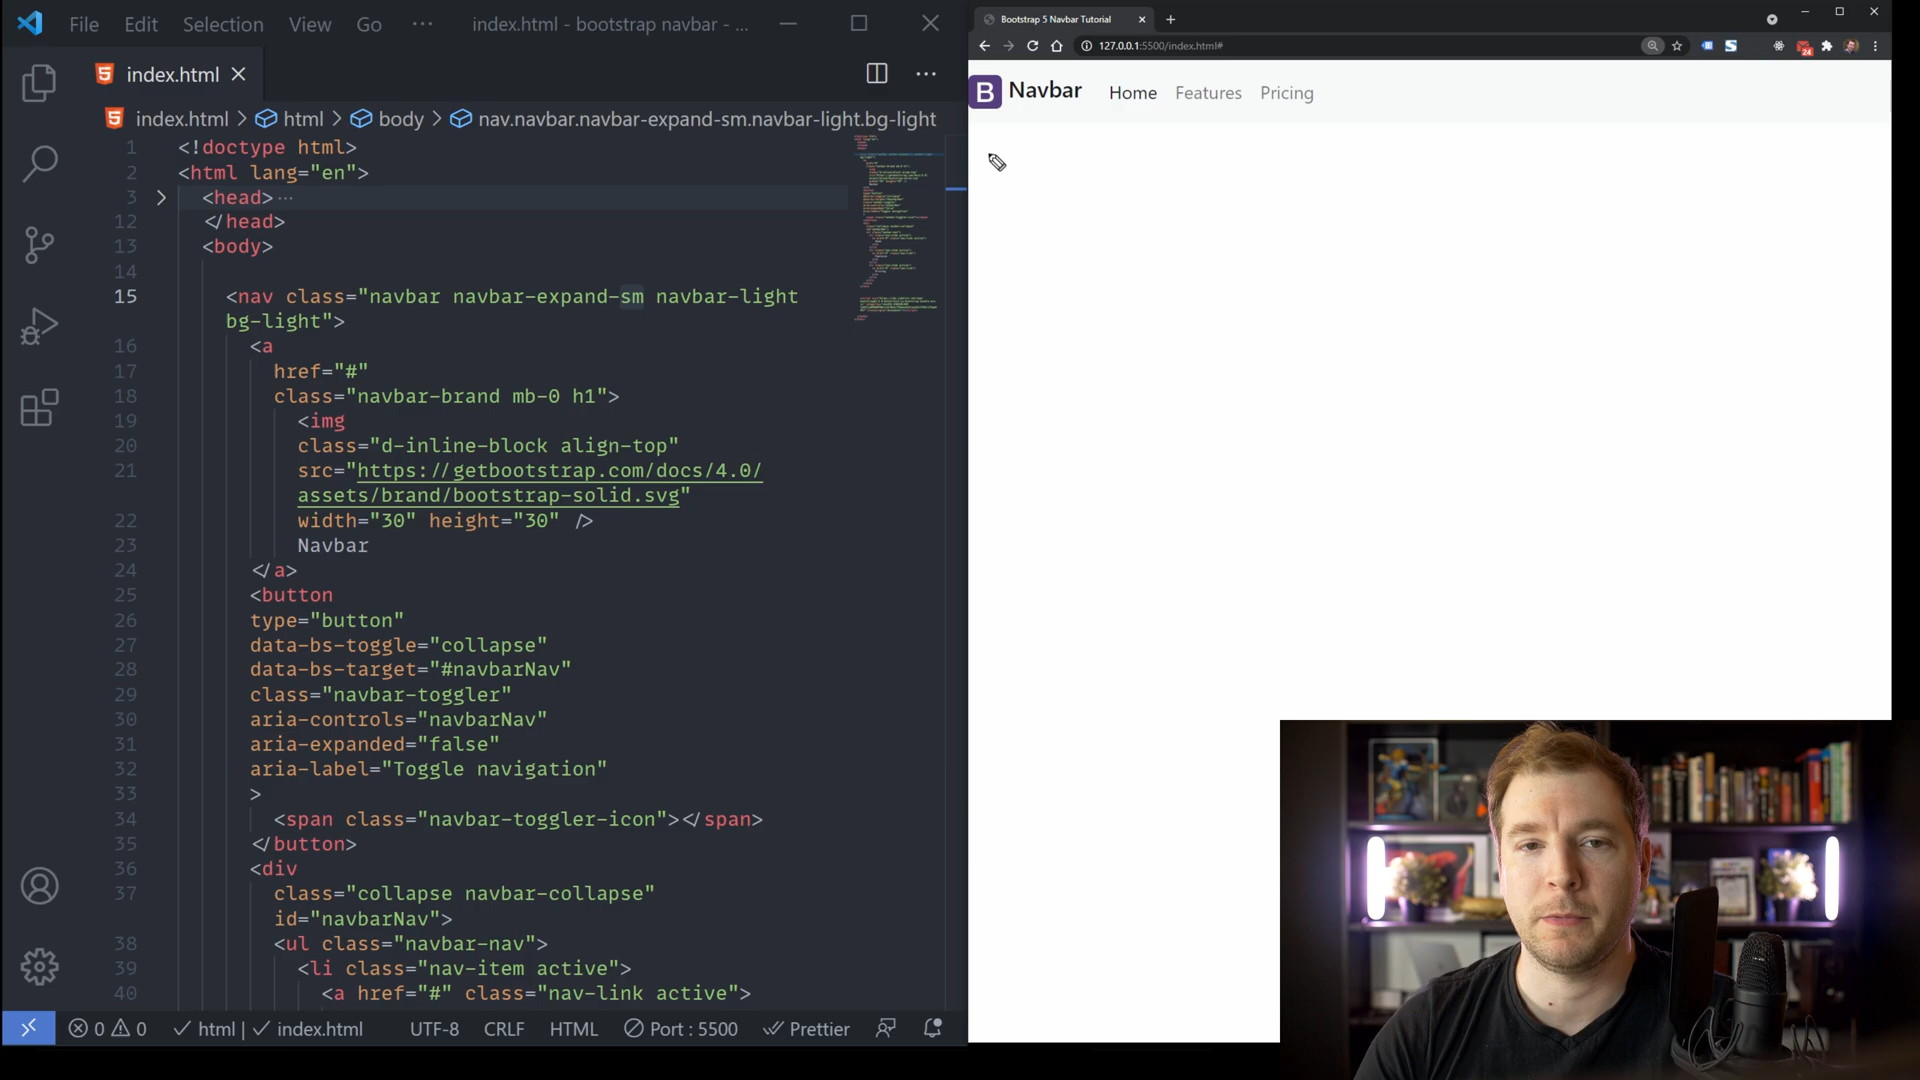 File Edit Selection View Go ··· index.html - bootstrap navbar - ...
index.html
index.html > html > body > nav.navbar.navbar-expand-sm.navbar-light.bg-light
1 <!doctype html>
2 <html lang="en">
3 <head> ···
12 </head>
13 <body>
14
15 <nav class="navbar navbar-expand-sm navbar-light
bg-light">
16 <a
17 href="#"
18 class="navbar-brand mb-0 h1">
19 <img
20 class="d-inline-block align-top"
21 src="https://getbootstrap.com/docs/4.0/
assets/brand/bootstrap-solid.svg"
22 width="30" height="30" />
23 Navbar
24 </a>
25 <button
26 type="button"
27 data-bs-toggle="collapse"
28 data-bs-target="#navbarNav"
29 class="navbar-toggler"
30 aria-controls="navbarNav"
31 aria-expanded="false"
32 aria-label="Toggle navigation"
33 >
34 <span class="navbar-toggler-icon"></span>
35 </button>
36 <div
37 class="collapse navbar-collapse"
id="navbarNav">
38 <ul class="navbar-nav">
39 <li class="nav-item active">
40 <a href="#" class="nav-link active">
0 0 html | index.html UTF-8 CRLF HTML Port : 5500 Prettier
Bootstrap 5 Navbar Tutorial
127.0.0.1:5500/index.html#
24
B Navbar Home Features Pricing